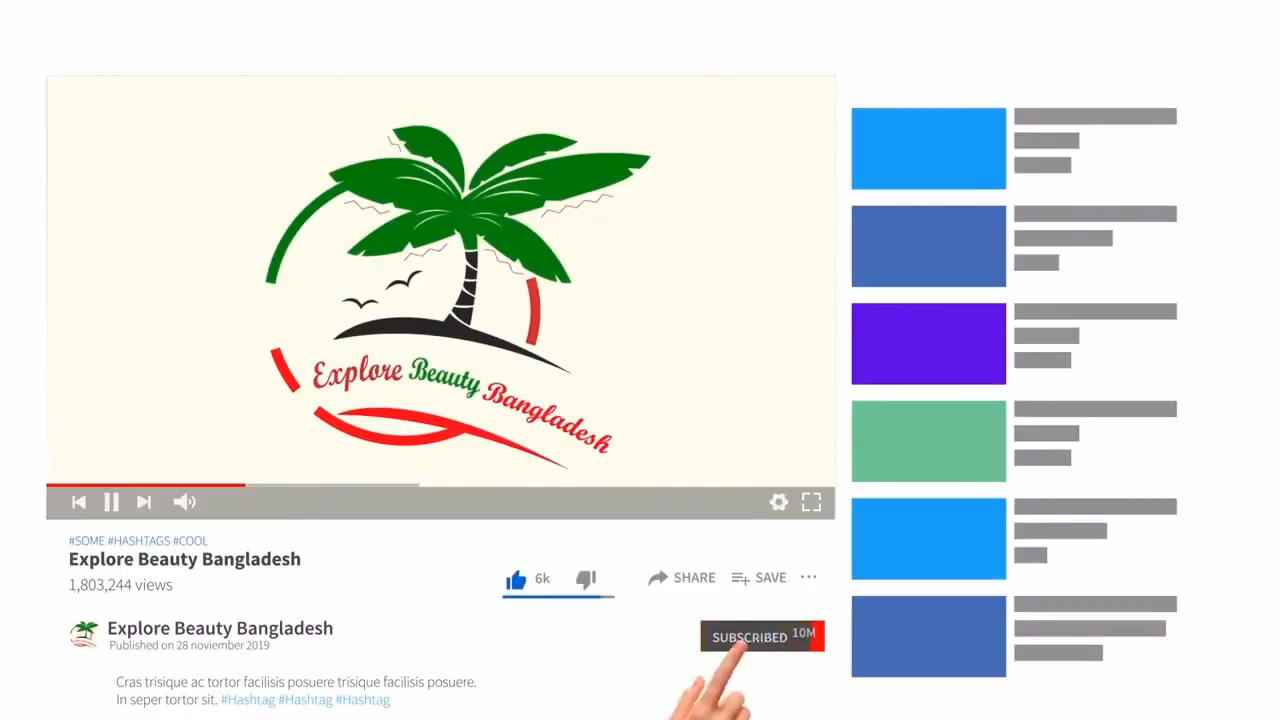 Explore Beauty Bangladesh
#SOME #HASHTAGS #COOL
Explore Beauty Bangladesh
1,803,244 views
6k
SHARE
SAVE
Explore Beauty Bangladesh
Published on 28 noviember 2019
SUBSCRIBED 10M
Cras trisique ac tortor facilisis posuere trisique facilisis posuere.
In seper tortor sit. #Hashtag #Hashtag #Hashtag